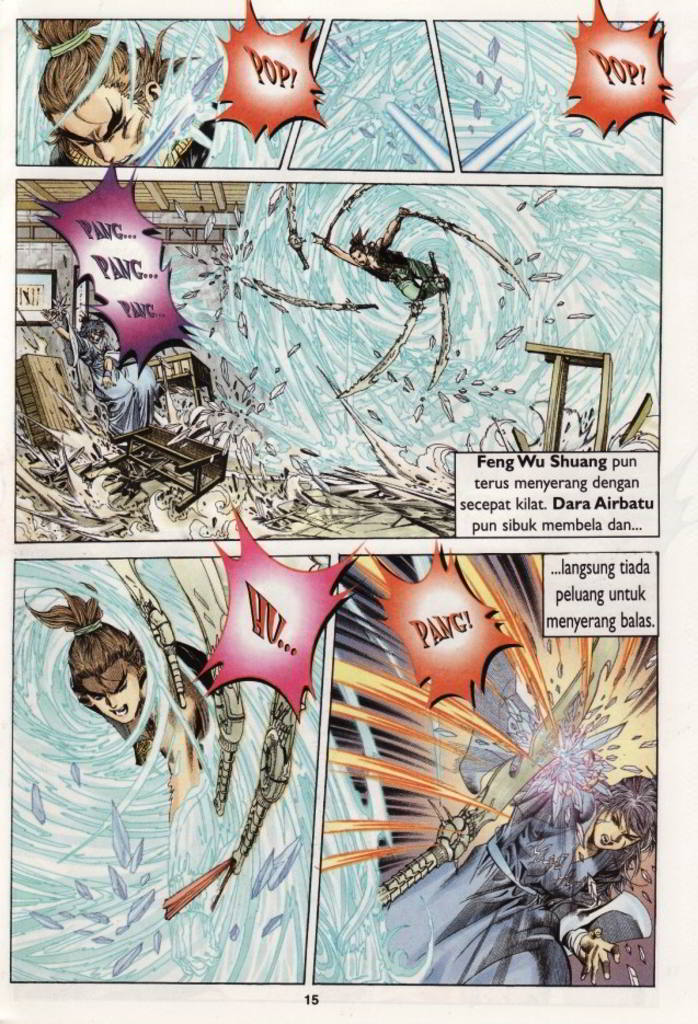 POP!
POP!
PANG...
PANG...
PANG...
Feng Wu Shuang pun
terus menyerang dengan
secepat kilat. Dara Airbatu
pun sibuk membela dan...
HU...
PANG!
...langsung tiada
peluang untuk
menyerang balas.
15